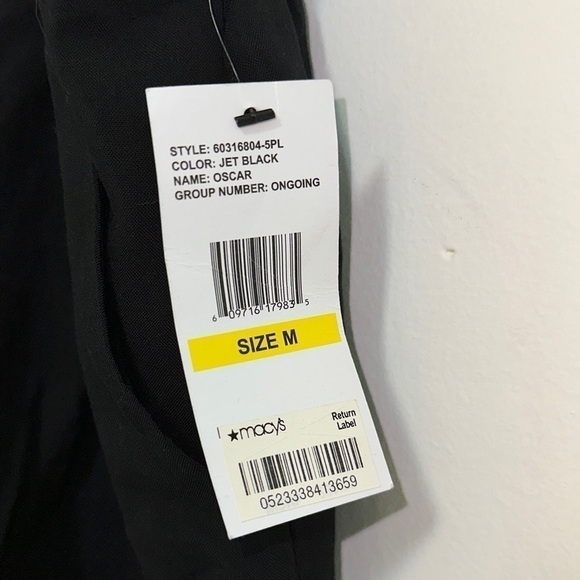 STYLE: 60316804-5PL
COLOR: JET BLACK
NAME: OSCAR
GROUP NUMBER: ONGOING
6 09716 17983 5
SIZE M
★macy's
Return
Label
0523338413659